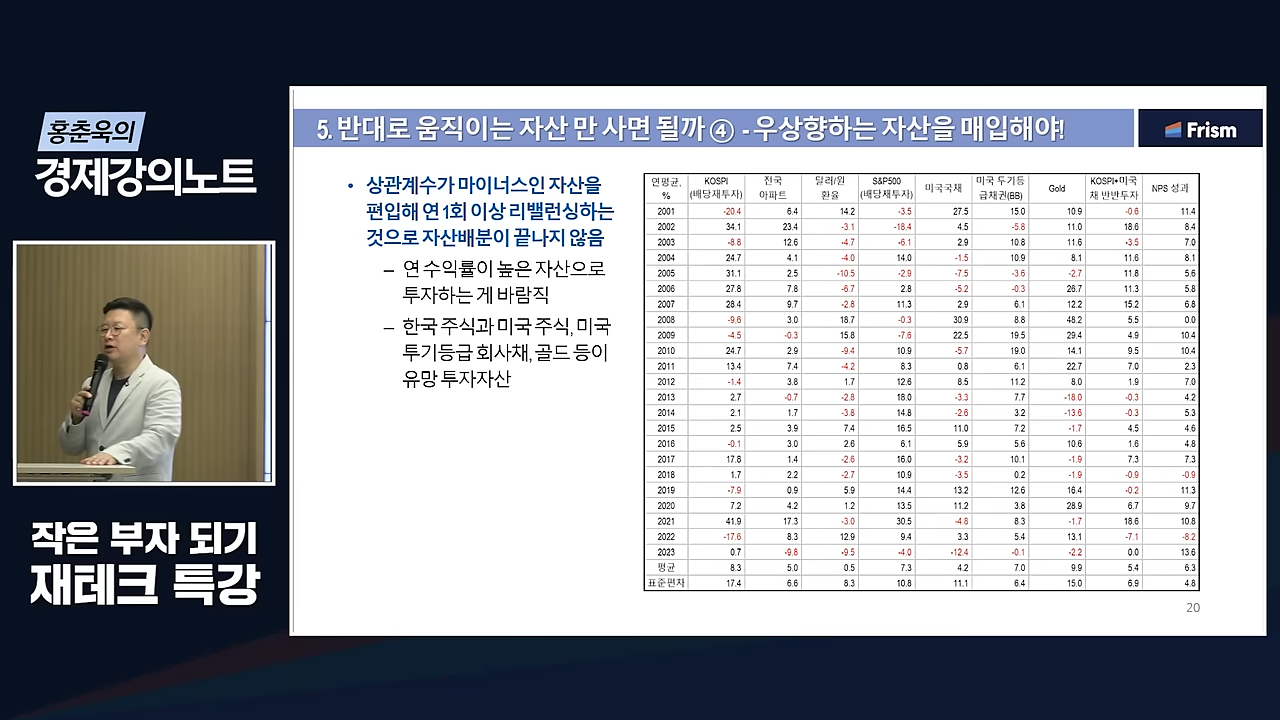 홍춘욱의
경제강의노트
작은 부자 되기
재테크 특강
5. 반대로 움직이는 자산 만 사면 될까 ④ - 우상향하는 자산을 매입해야!
Frism
• 상관계수가 마이너스인 자산을
편입해 연 1회 이상 리밸런싱하는
것으로 자산배분이 끝나지 않음
– 연 수익률이 높은 자산으로
투자하는 게 바람직
– 한국 주식과 미국 주식, 미국
투기등급 회사채, 골드 등이
유망 투자자산
연평균, % KOSPI (배당재투자) 전국 아파트 달러/원 환율 S&P500 (배당재투자) 미국국채 미국 투기등급채권(BB) Gold KOSPI+미국채 반반투자 NPS 성과
2001 -20.4 6.4 14.2 -3.5 27.5 15.0 10.9 -0.6 11.4
2002 34.1 23.4 -3.1 -18.4 4.5 -5.8 11.0 18.6 8.4
2003 -8.8 12.6 -4.7 -6.1 2.9 10.8 11.6 -3.5 7.0
2004 24.7 4.1 -4.0 14.0 -1.5 10.9 8.1 11.6 8.1
2005 31.1 2.5 -10.5 -2.9 -7.5 -3.6 -2.7 11.8 5.6
2006 27.8 7.8 -6.7 2.8 -5.2 -0.3 26.7 11.3 5.8
2007 28.4 9.7 -2.8 11.3 2.9 6.1 12.2 15.2 6.8
2008 -9.6 3.0 18.7 -0.3 30.9 8.8 48.2 5.5 0.0
2009 -4.5 -0.3 15.8 -7.6 22.5 19.5 29.4 4.9 10.4
2010 24.7 2.9 -9.4 10.9 -5.7 19.0 14.1 9.5 10.4
2011 13.4 7.4 -4.2 8.3 0.8 6.1 22.7 7.0 2.3
2012 -1.4 3.8 1.7 12.6 8.5 11.2 8.0 1.9 7.0
2013 2.7 -0.7 -2.8 18.0 -3.3 7.7 -18.0 -0.3 4.2
2014 2.1 1.7 -3.8 14.8 -2.6 3.2 -13.6 -0.3 5.3
2015 2.5 3.9 7.4 16.5 11.0 7.2 -1.7 4.5 4.6
2016 -0.1 3.0 2.6 6.1 5.9 5.6 10.6 1.6 4.8
2017 17.8 1.4 -2.6 16.0 -3.2 10.1 -1.9 7.3 7.3
2018 1.7 2.2 -2.7 10.9 -3.5 0.2 -1.9 -0.9 -0.9
2019 -7.9 0.9 5.9 14.4 13.2 12.6 16.4 -0.2 11.3
2020 7.2 4.2 1.2 13.5 11.2 3.8 28.9 6.7 9.7
2021 41.9 17.3 -3.0 30.5 -4.8 8.3 -1.7 18.6 10.8
2022 -17.6 8.3 12.9 9.4 3.3 5.4 13.1 -7.1 -8.2
2023 0.7 -9.8 -9.5 -4.0 -12.4 -0.1 -2.2 0.0 13.6
평균 8.3 5.0 0.5 7.3 4.2 7.0 9.9 5.4 6.3
표준편차 17.4 6.6 8.3 10.8 11.1 6.4 15.0 6.9 4.8
20